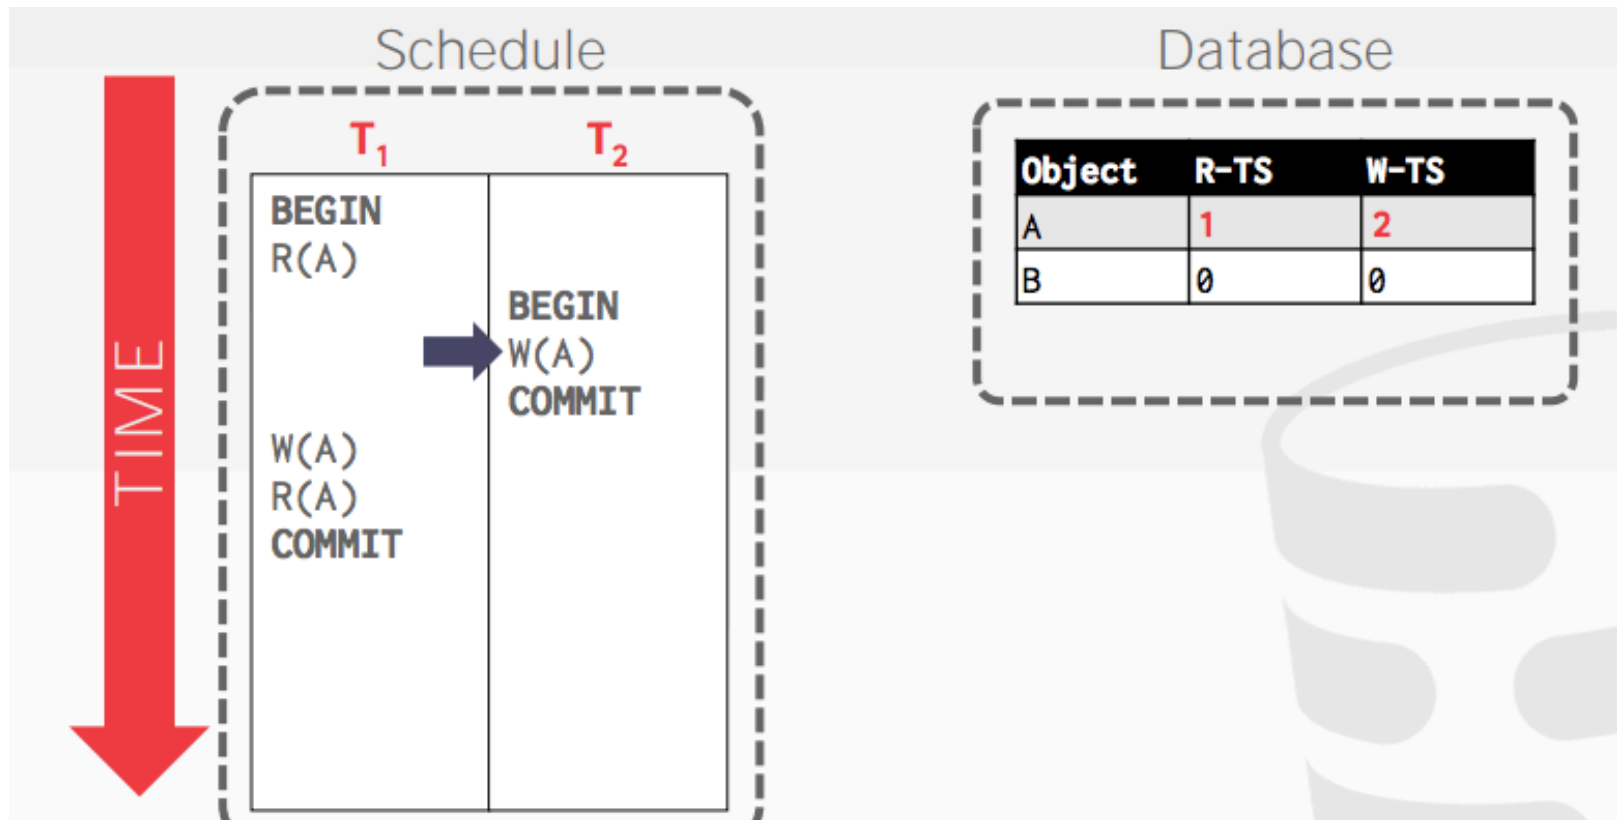 Schedule
Database
TIME
T1
T2
BEGIN
R(A)
BEGIN
W(A)
COMMIT
W(A)
R(A)
COMMIT
Object R-TS W-TS
A 1 2
B 0 0